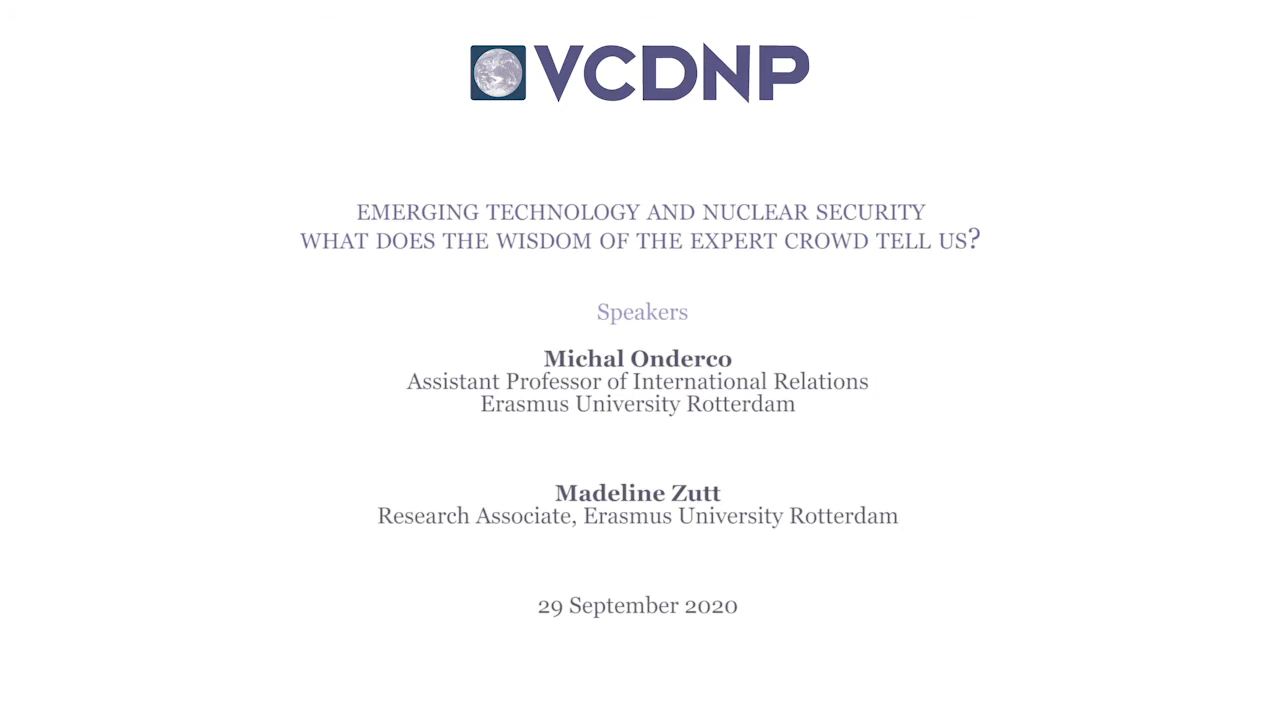 VCDNP
EMERGING TECHNOLOGY AND NUCLEAR SECURITY
WHAT DOES THE WISDOM OF THE EXPERT CROWD TELL US?
Speakers
Michal Onderco
Assistant Professor of International Relations
Erasmus University Rotterdam
Madeline Zutt
Research Associate, Erasmus University Rotterdam
29 September 2020